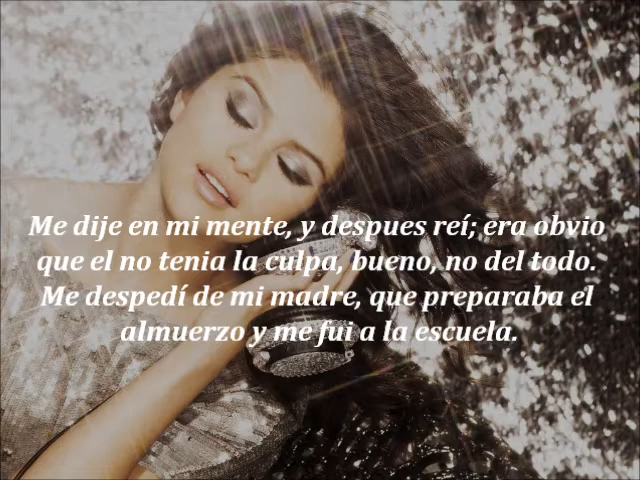 Me dije en mi mente, y despues reí; era obvio
que el no tenia la culpa, bueno, no del todo.
Me despedí de mi madre, que preparaba el
almuerzo y me fui a la escuela.